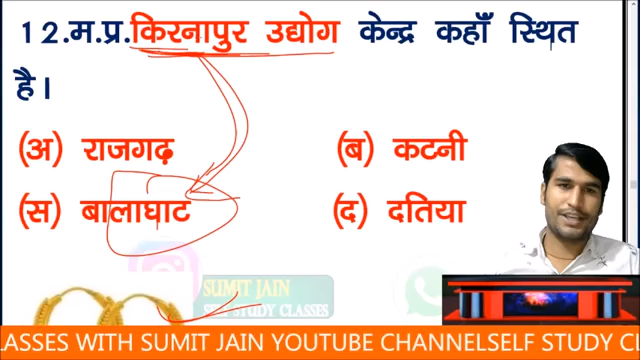 12.म.प्र.किरनापुर उद्योग केन्द्र कहाँ स्थित
है।
(अ) राजगढ़
(ब) कटनी
(स) बालाघाट
(द) दतिया
SUMIT JAIN
SELF STUDY CLASSES
LASSES WITH SUMIT JAIN YOUTUBE CHANNELSELF STUDY CL